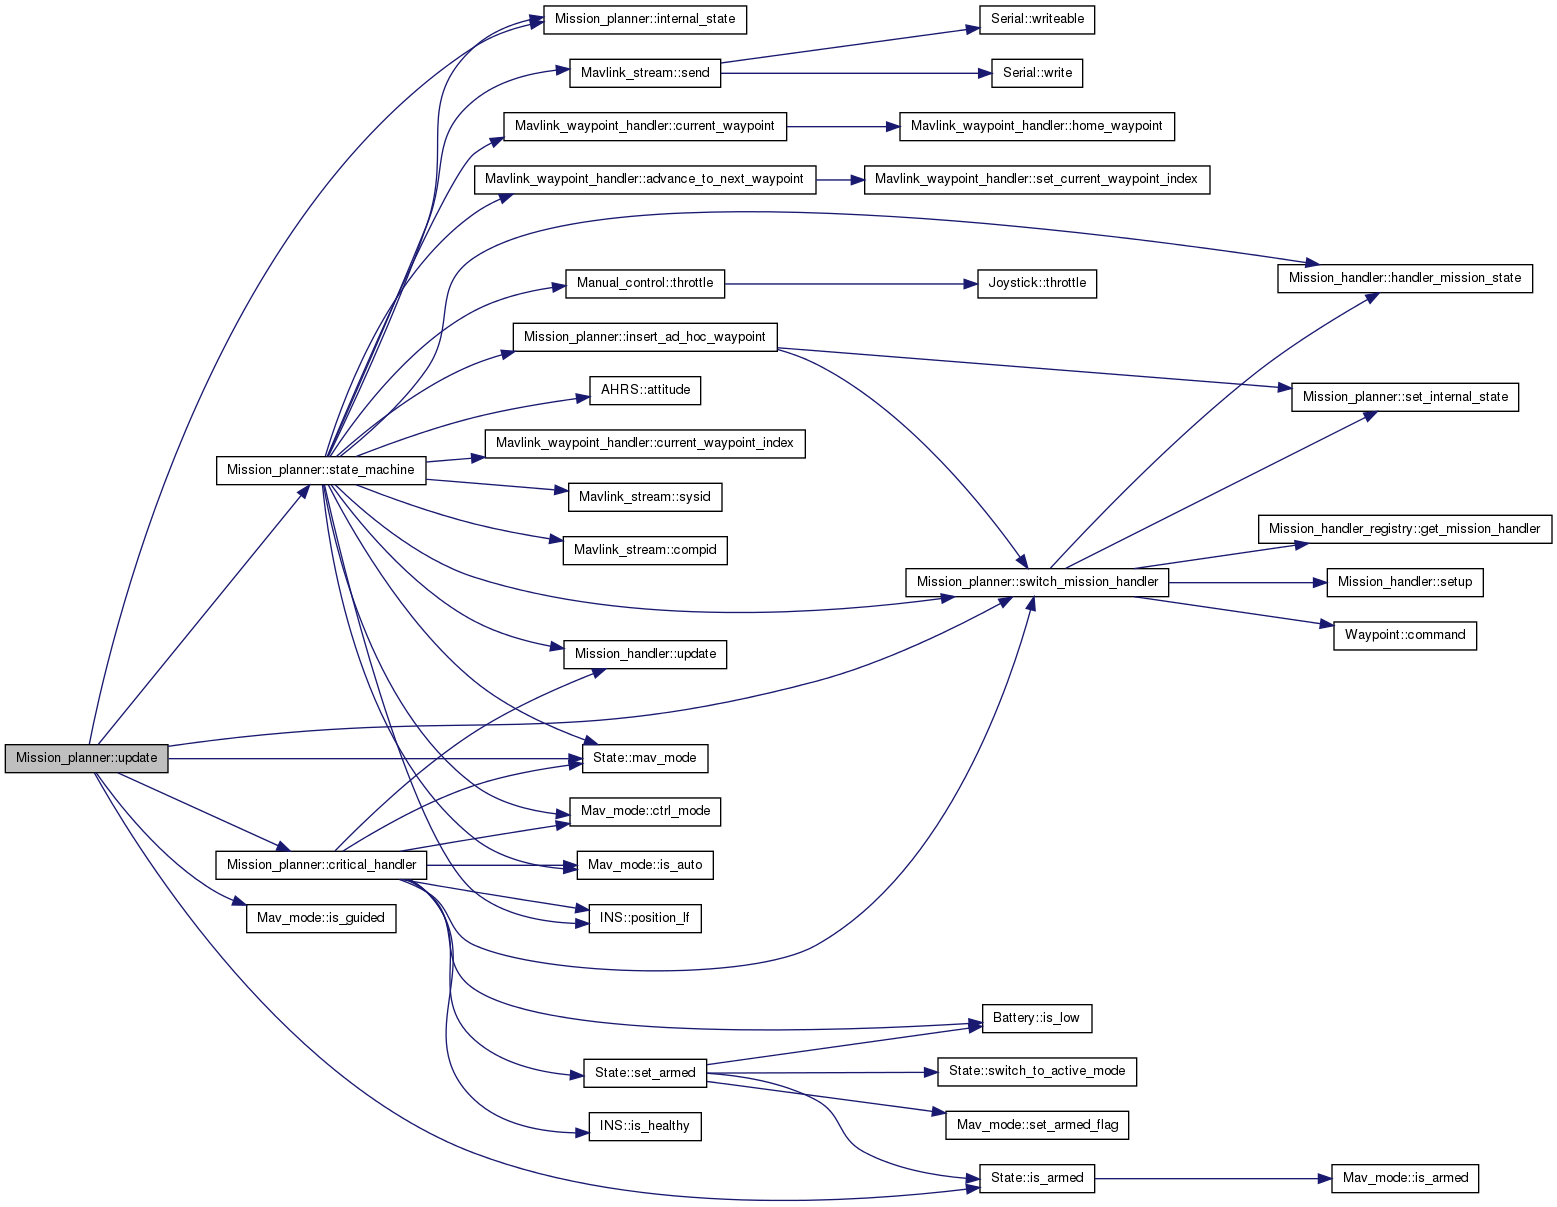 Mission_planner::internal_state
Serial::writeable
Mavlink_stream::send
Serial::write
Mavlink_waypoint_handler::current_waypoint
Mavlink_waypoint_handler::home_waypoint
Mavlink_waypoint_handler::advance_to_next_waypoint
Mavlink_waypoint_handler::set_current_waypoint_index
Mission_handler::handler_mission_state
Manual_control::throttle
Joystick::throttle
Mission_planner::insert_ad_hoc_waypoint
AHRS::attitude
Mission_planner::set_internal_state
Mavlink_waypoint_handler::current_waypoint_index
Mission_planner::state_machine
Mavlink_stream::sysid
Mission_handler_registry::get_mission_handler
Mavlink_stream::compid
Mission_planner::switch_mission_handler
Mission_handler::setup
Waypoint::command
Mission_handler::update
Mission_planner::update
State::mav_mode
Mav_mode::ctrl_mode
Mission_planner::critical_handler
Mav_mode::is_auto
Mav_mode::is_guided
INS::position_lf
Battery::is_low
State::set_armed
State::switch_to_active_mode
INS::is_healthy
Mav_mode::set_armed_flag
State::is_armed
Mav_mode::is_armed